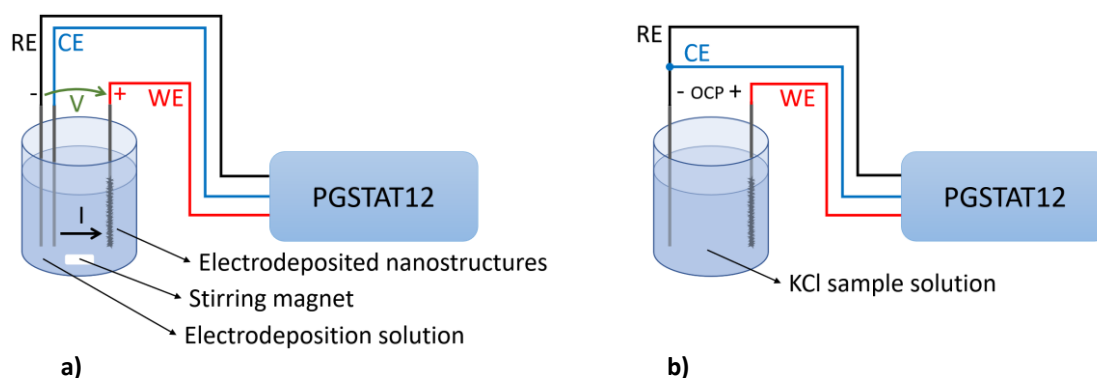 RE
CE
-
V
+
WE
PGSTAT12
I
Electrodeposited nanostructures
Stirring magnet
Electrodeposition solution
a)
RE
CE
- OCP +
WE
PGSTAT12
KCl sample solution
b)